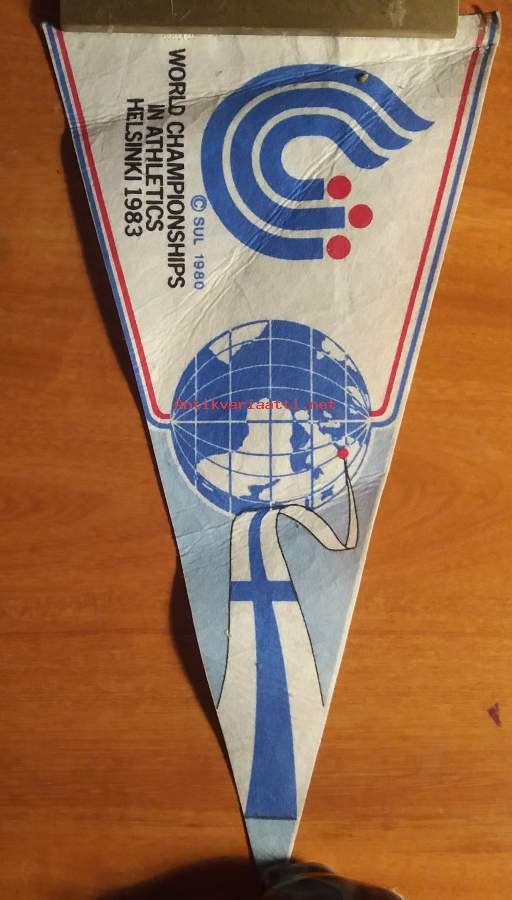 WORLD CHAMPIONSHIPS
IN ATHLETICS
HELSINKI 1983
© SUL 1980
Antikvariaatti.net